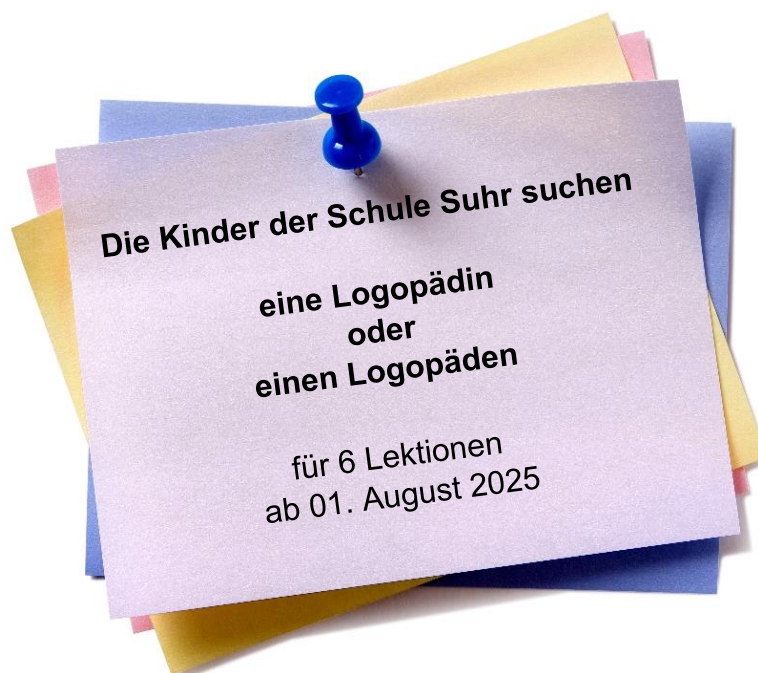 Die Kinder der Schule Suhr suchen
eine Logopädin
oder
einen Logopäden
für 6 Lektionen
ab 01. August 2025